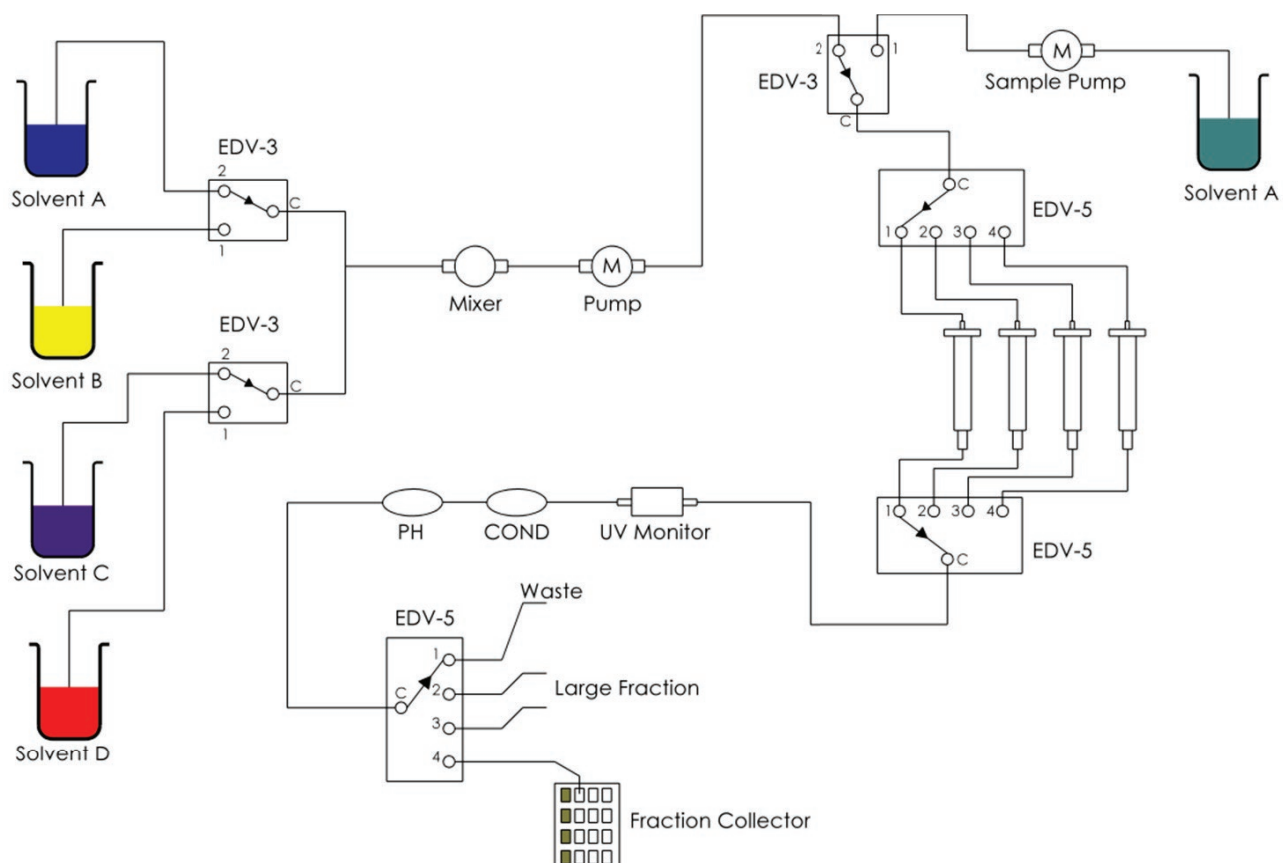 Solvent A
EDV-3
2
C
1
Solvent B
EDV-3
2
C
1
Solvent C
Solvent D
Mixer
M
Pump
2
1
EDV-3
C
M
Sample Pump
Solvent A
C
EDV-5
1 2 3 4
1 2 3 4
EDV-5
C
PH
COND
UV Monitor
EDV-5
Waste
C
1
2
Large Fraction
3
4
Fraction Collector